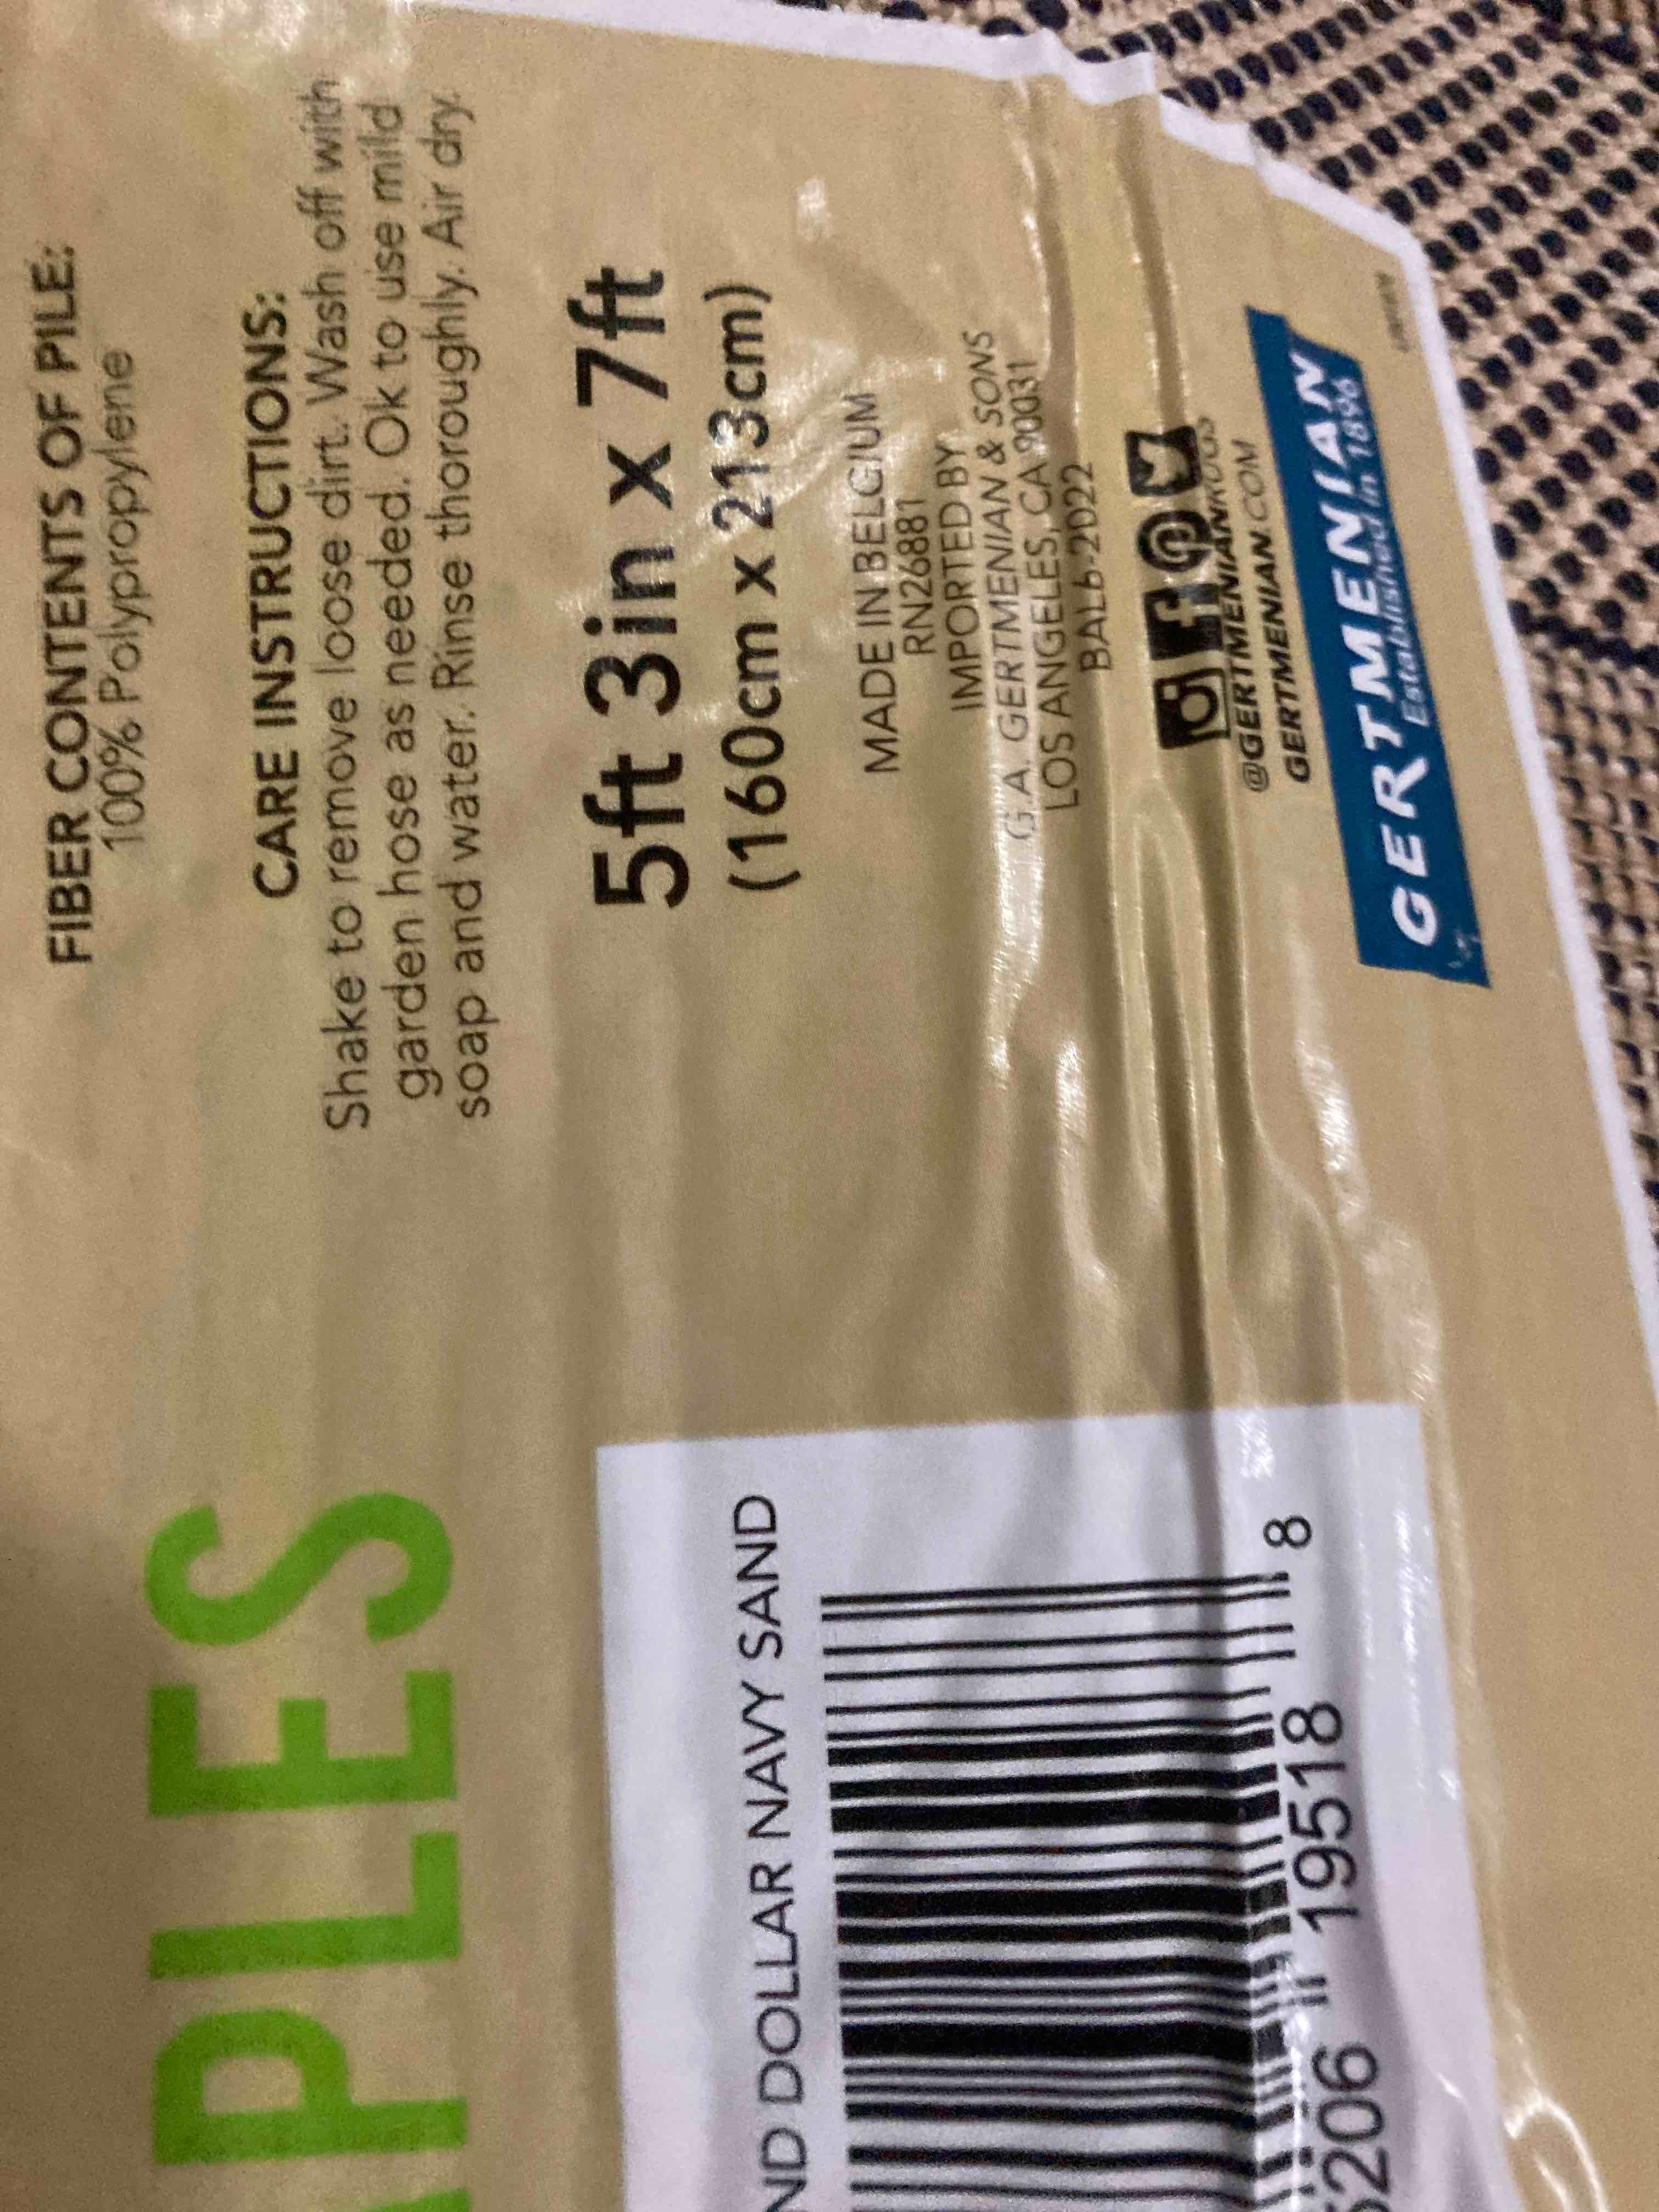 FIBER CONTENTS OF PILE:
100% Polypropylene
CARE INSTRUCTIONS:
Shake to remove loose dirt. Wash off with
garden hose as needed. Ok to use mild
soap and water. Rinse thoroughly. Air dry.
5ft 3in x 7ft
(160cm x 213cm)
MADE IN BELGIUM
RN26881
IMPORTED BY
G.A. GERTMENIAN & SONS
LOS ANGELES, CA 90031
BAL6-2022
@GERTMENIANRUGS
GERTMENIAN.COM
GERTMENIAN
Established in 1896
PLES
ND DOLLAR NAVY SAND
206 19518 8